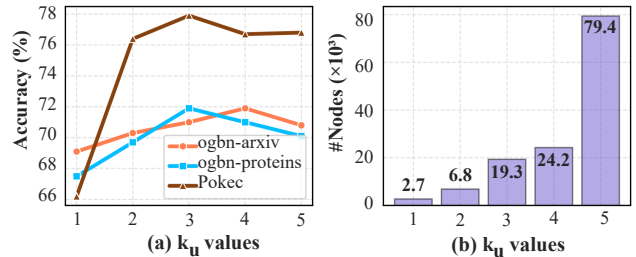 Accuracy (%)
78
76
74
72
70
68
66
ogbn-arxiv
ogbn-proteins
Pokec
1 2 3 4 5
(a) kᵤ values
#Nodes (×10³)
80
60
40
20
0
2.7
6.8
19.3
24.2
79.4
1 2 3 4 5
(b) kᵤ values